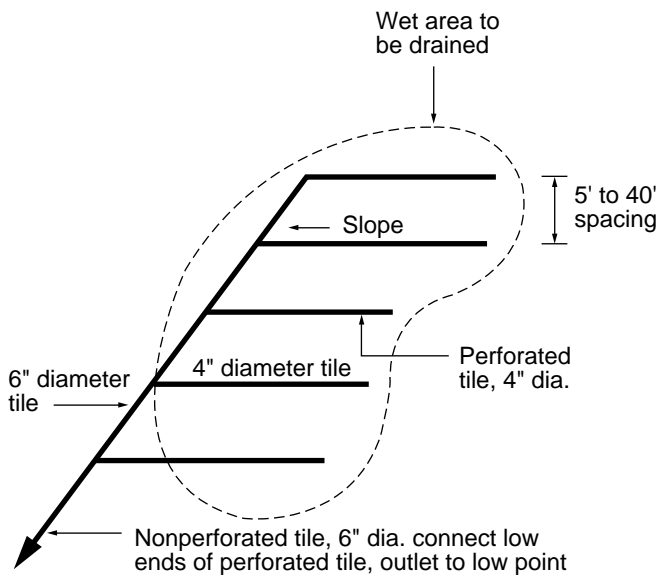 Wet area to
be drained
5' to 40'
spacing
Slope
Perforated
tile, 4" dia.
4" diameter tile
6" diameter
tile
Nonperforated tile, 6" dia. connect low
ends of perforated tile, outlet to low point